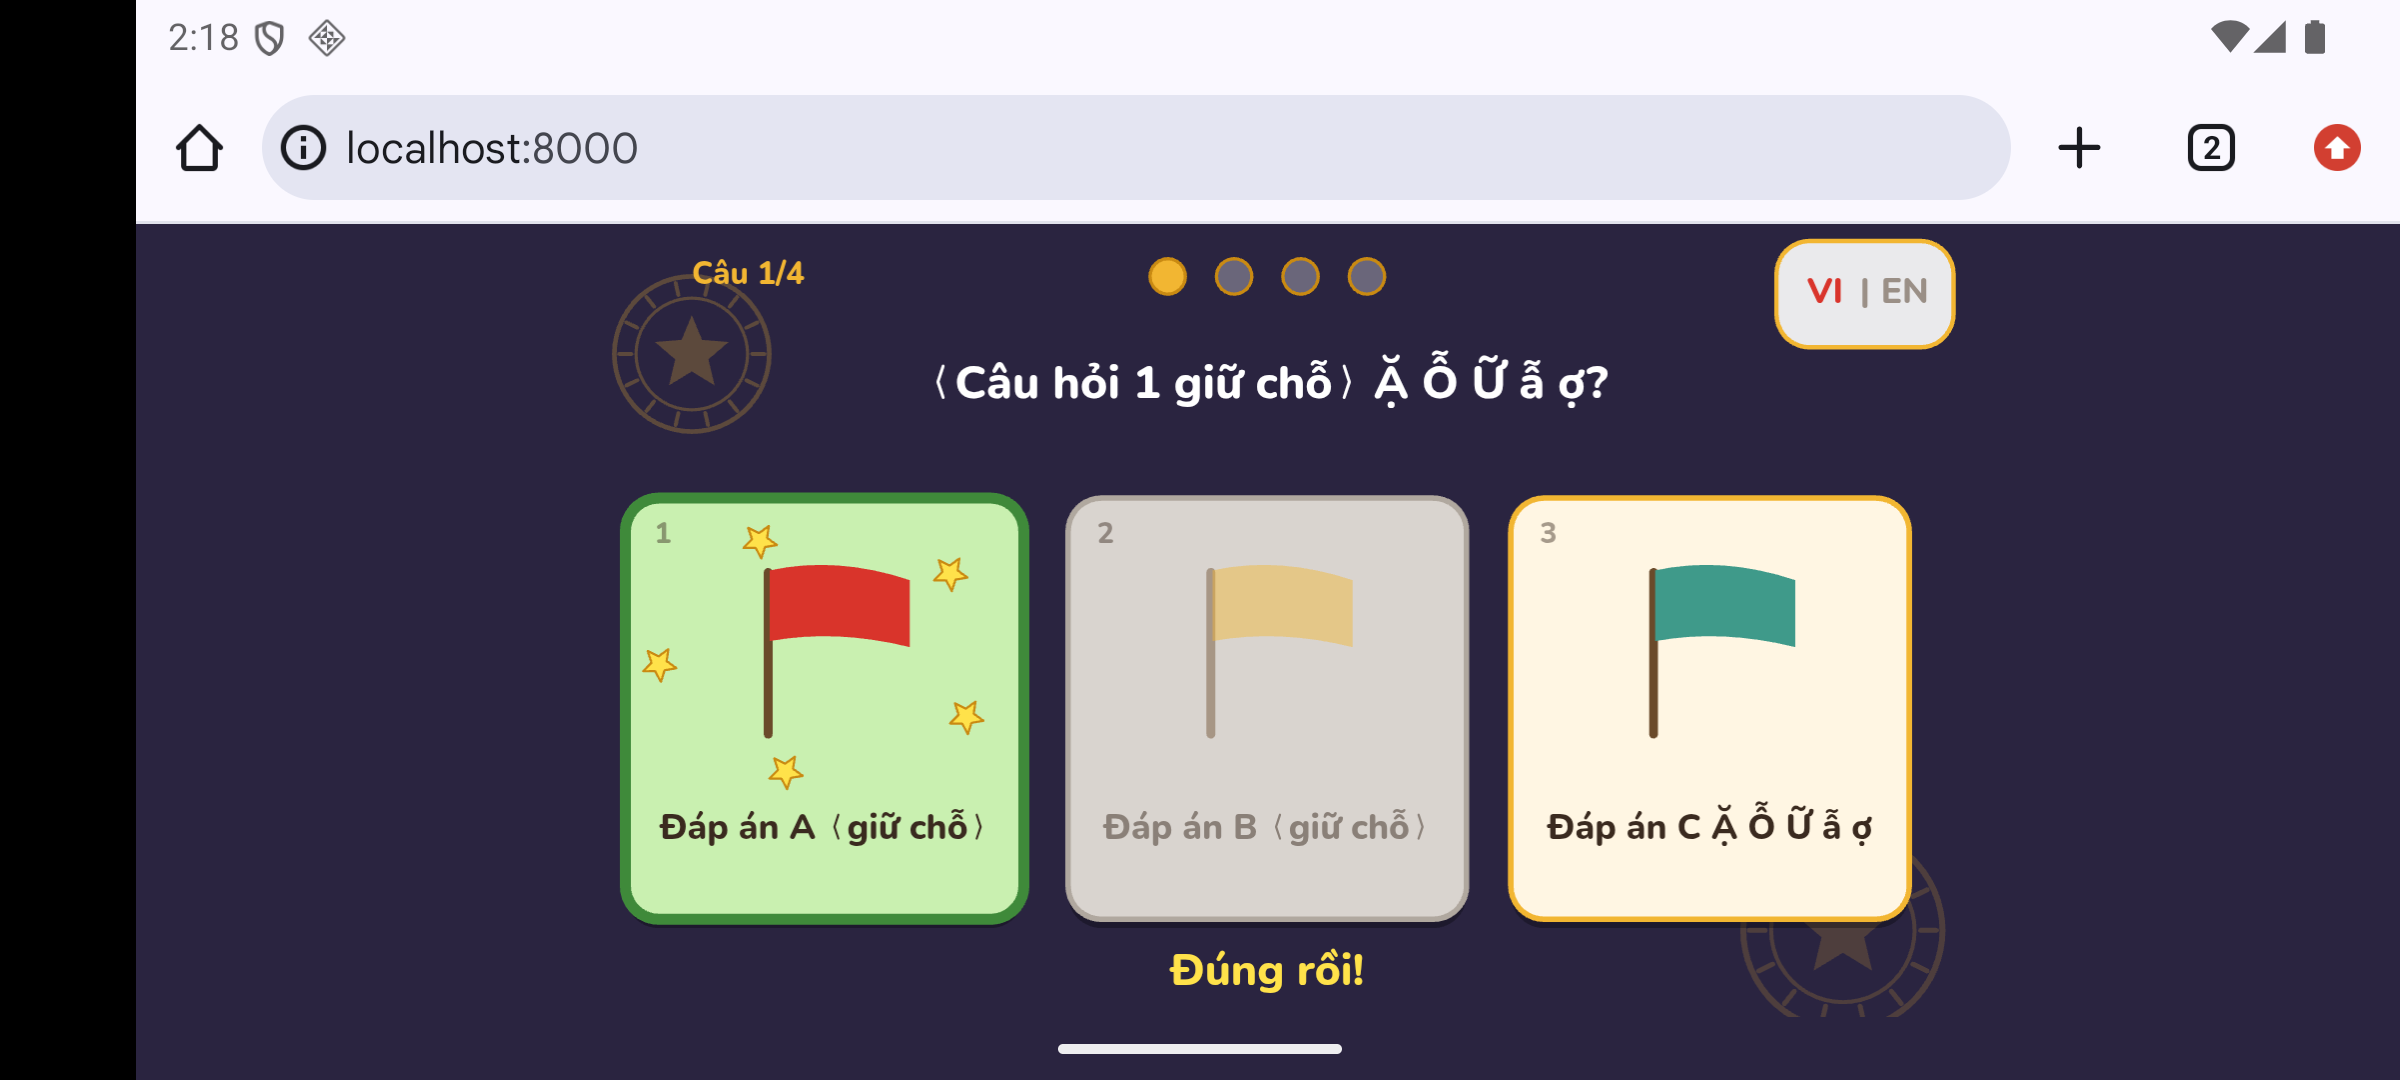 2:18
localhost:8000
2
Câu 1/4
VI | EN
⟨Câu hỏi 1 giữ chỗ⟩ Ặ Ỗ Ữ ẫ ợ?
1
2
3
Đáp án A ⟨giữ chỗ⟩
Đáp án B ⟨giữ chỗ⟩
Đáp án C Ặ Ỗ Ữ ẫ ợ
Đúng rồi!